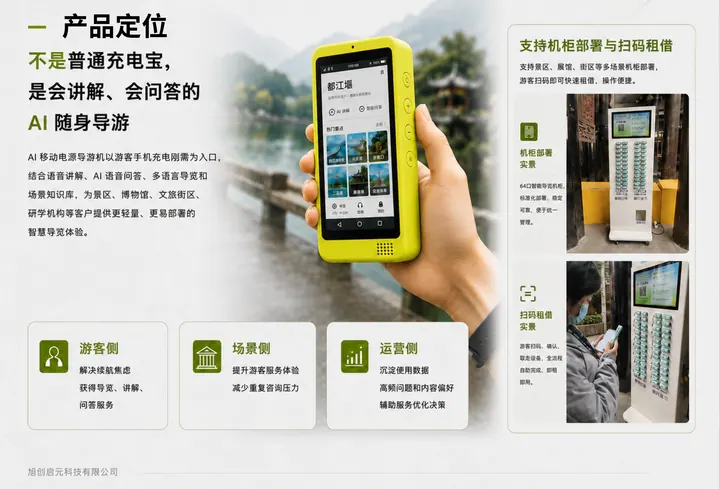 产品定位
不是普通充电宝，
是会讲解、会问答的
AI 随身导游
AI 移动电源导游机以游客手机充电刚需为入口，
结合语音讲解、AI 语音问答、多语言导览和
场景知识库，为景区、博物馆、文旅街区、
研学机构等客户提供更轻量、更易部署的
智慧导览体验。
都江堰
AI 讲解
智能问答
热门景点
支持机柜部署与扫码租借
支持景区、展馆、街区等多场景机柜部署，
游客扫码即可快速租借，操作便捷。
机柜部署
实景
64口智能导览机柜，
标准化部署，稳定
可靠，便于统一
管理。
扫码租借
实景
游客扫码、确认、
取走设备，全流程
自助完成，即租
即用。
游客侧
解决续航焦虑
获得导览、讲解、
问答服务
场景侧
提升游客服务体验
减少重复咨询压力
运营侧
沉淀使用数据
高频问题和内容偏好
辅助服务优化决策
旭创启元科技有限公司